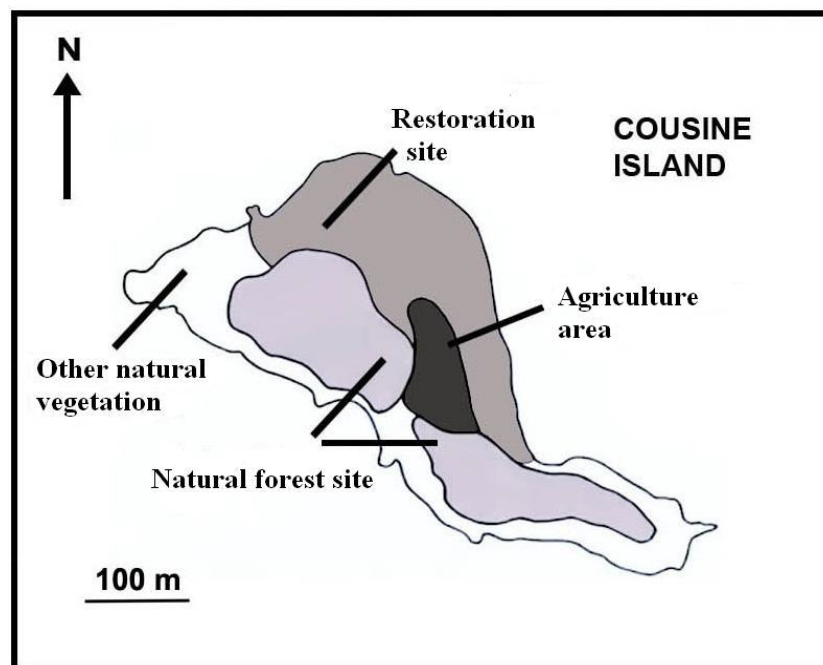 N
Restoration
site
COUSINE
ISLAND
Agriculture
area
Other natural
vegetation
Natural forest site
100 m